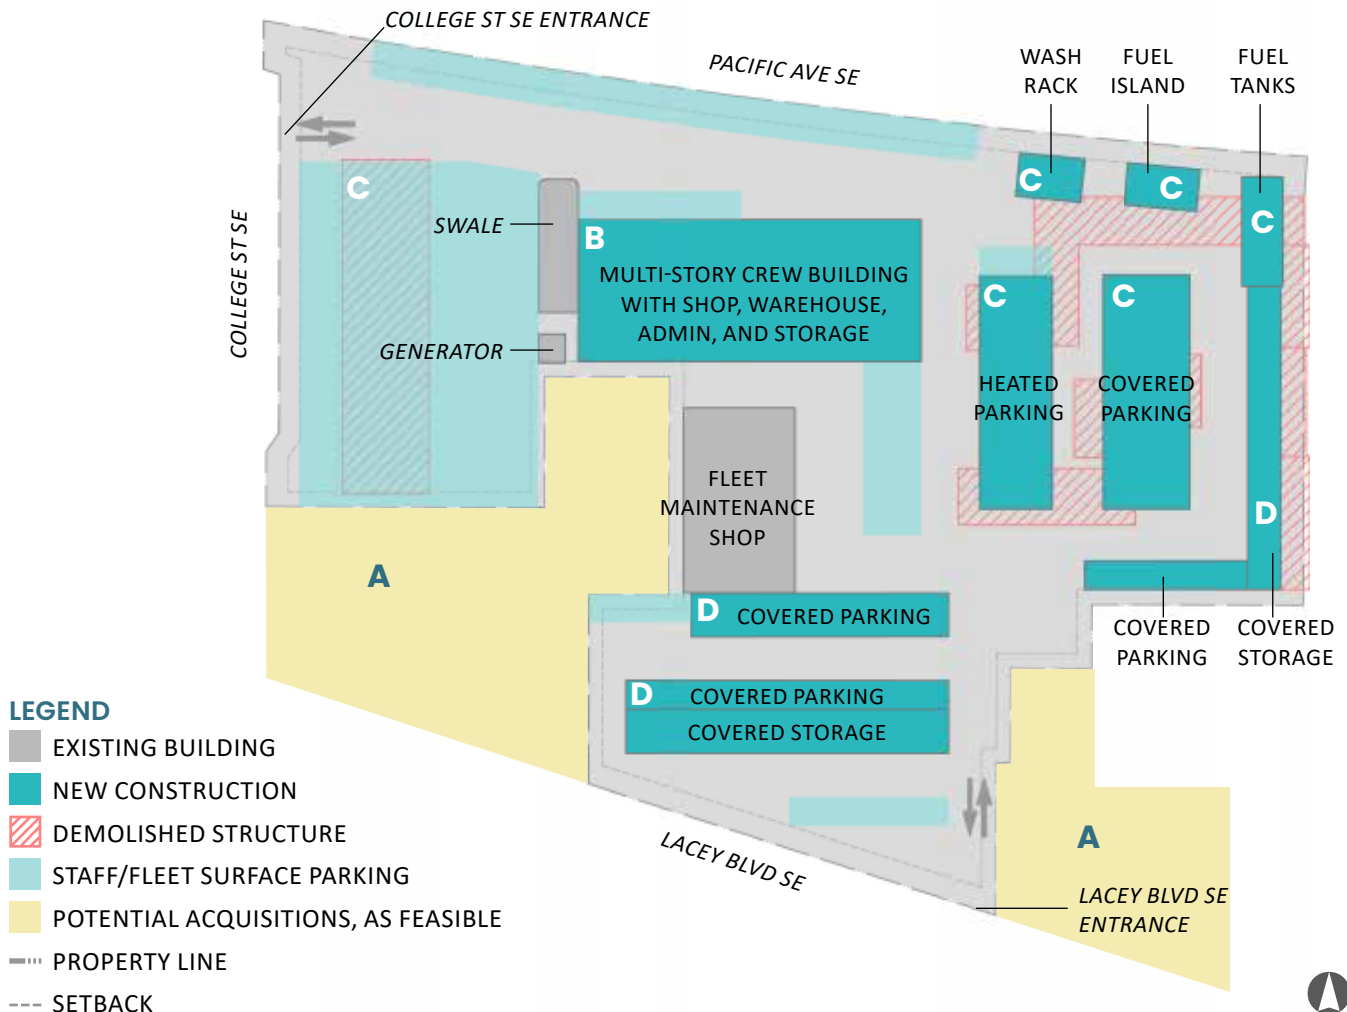 COLLEGE ST SE ENTRANCE
PACIFIC AVE SE
WASH
RACK
FUEL
ISLAND
FUEL
TANKS
COLLEGE ST SE
C
SWALE
GENERATOR
B
MULTI-STORY CREW BUILDING
WITH SHOP, WAREHOUSE,
ADMIN, AND STORAGE
C
C
C
C
HEATED
PARKING
C
COVERED
PARKING
FLEET
MAINTENANCE
SHOP
D
A
D COVERED PARKING
COVERED
PARKING
COVERED
STORAGE
D COVERED PARKING
COVERED STORAGE
LACEY BLVD SE
A
LACEY BLVD SE
ENTRANCE
LEGEND
EXISTING BUILDING
NEW CONSTRUCTION
DEMOLISHED STRUCTURE
STAFF/FLEET SURFACE PARKING
POTENTIAL ACQUISITIONS, AS FEASIBLE
PROPERTY LINE
SETBACK